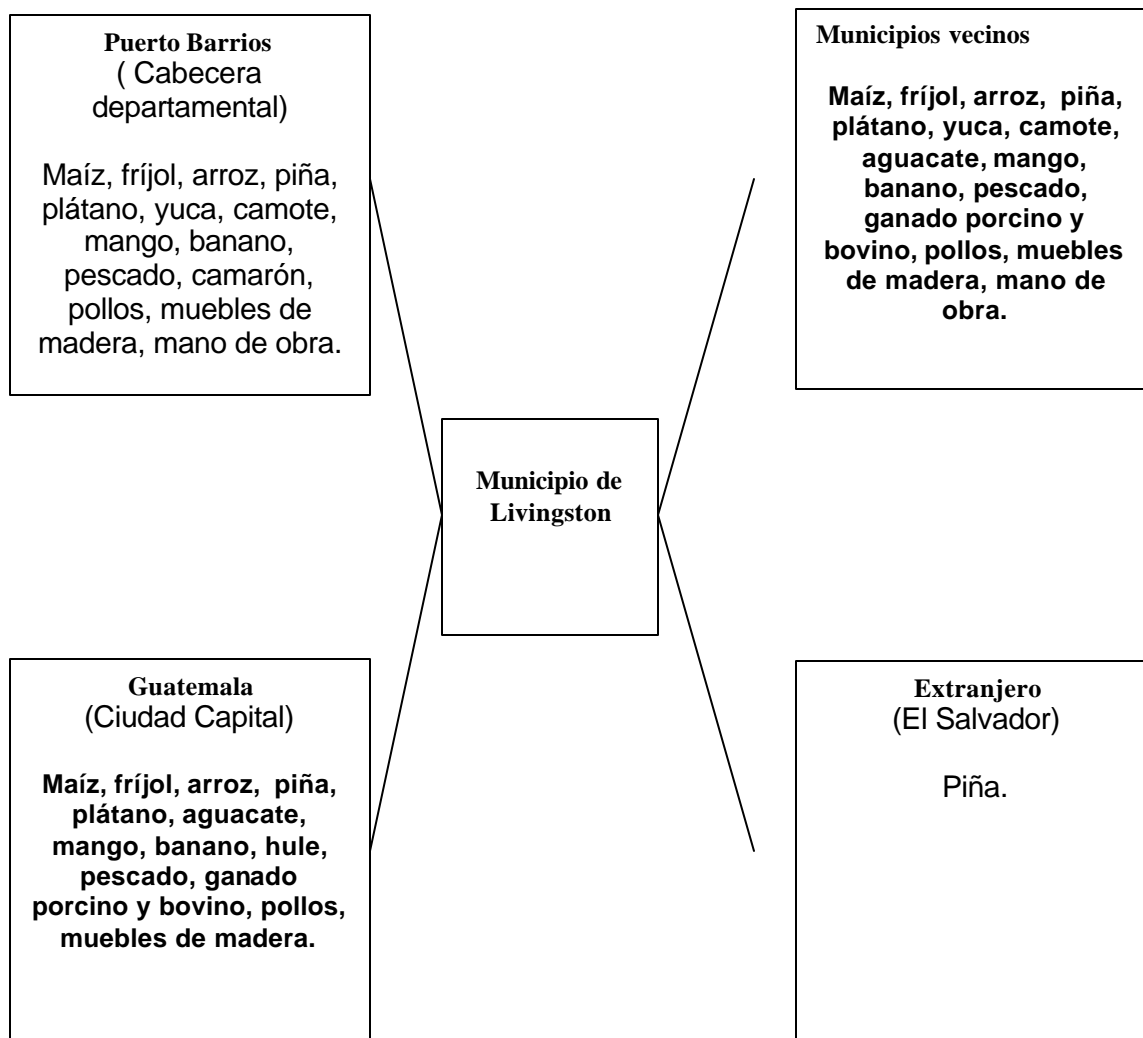 Puerto Barrios
( Cabecera
departamental)
Maíz, fríjol, arroz, piña,
plátano, yuca, camote,
mango, banano,
pescado, camarón,
pollos, muebles de
madera, mano de obra.
Municipios vecinos
Maíz, fríjol, arroz, piña,
plátano, yuca, camote,
aguacate, mango,
banano, pescado,
ganado porcino y
bovino, pollos, muebles
de madera, mano de
obra.
Municipio de
Livingston
Guatemala
(Ciudad Capital)
Maíz, fríjol, arroz, piña,
plátano, aguacate,
mango, banano, hule,
pescado, ganado
porcino y bovino, pollos,
muebles de madera.
Extranjero
(El Salvador)
Piña.